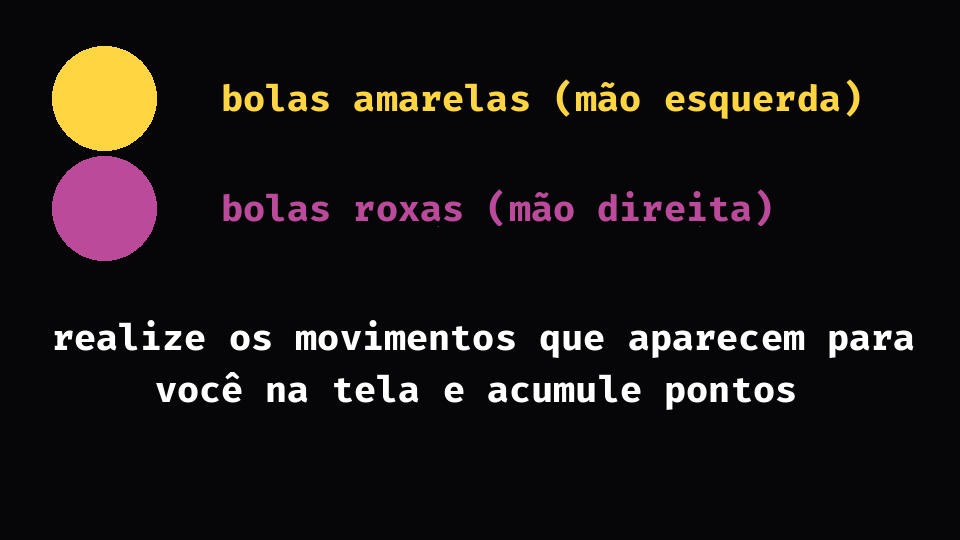 bolas amarelas (mão esquerda)
bolas roxas (mão direita)
realize os movimentos que aparecem para
você na tela e acumule pontos